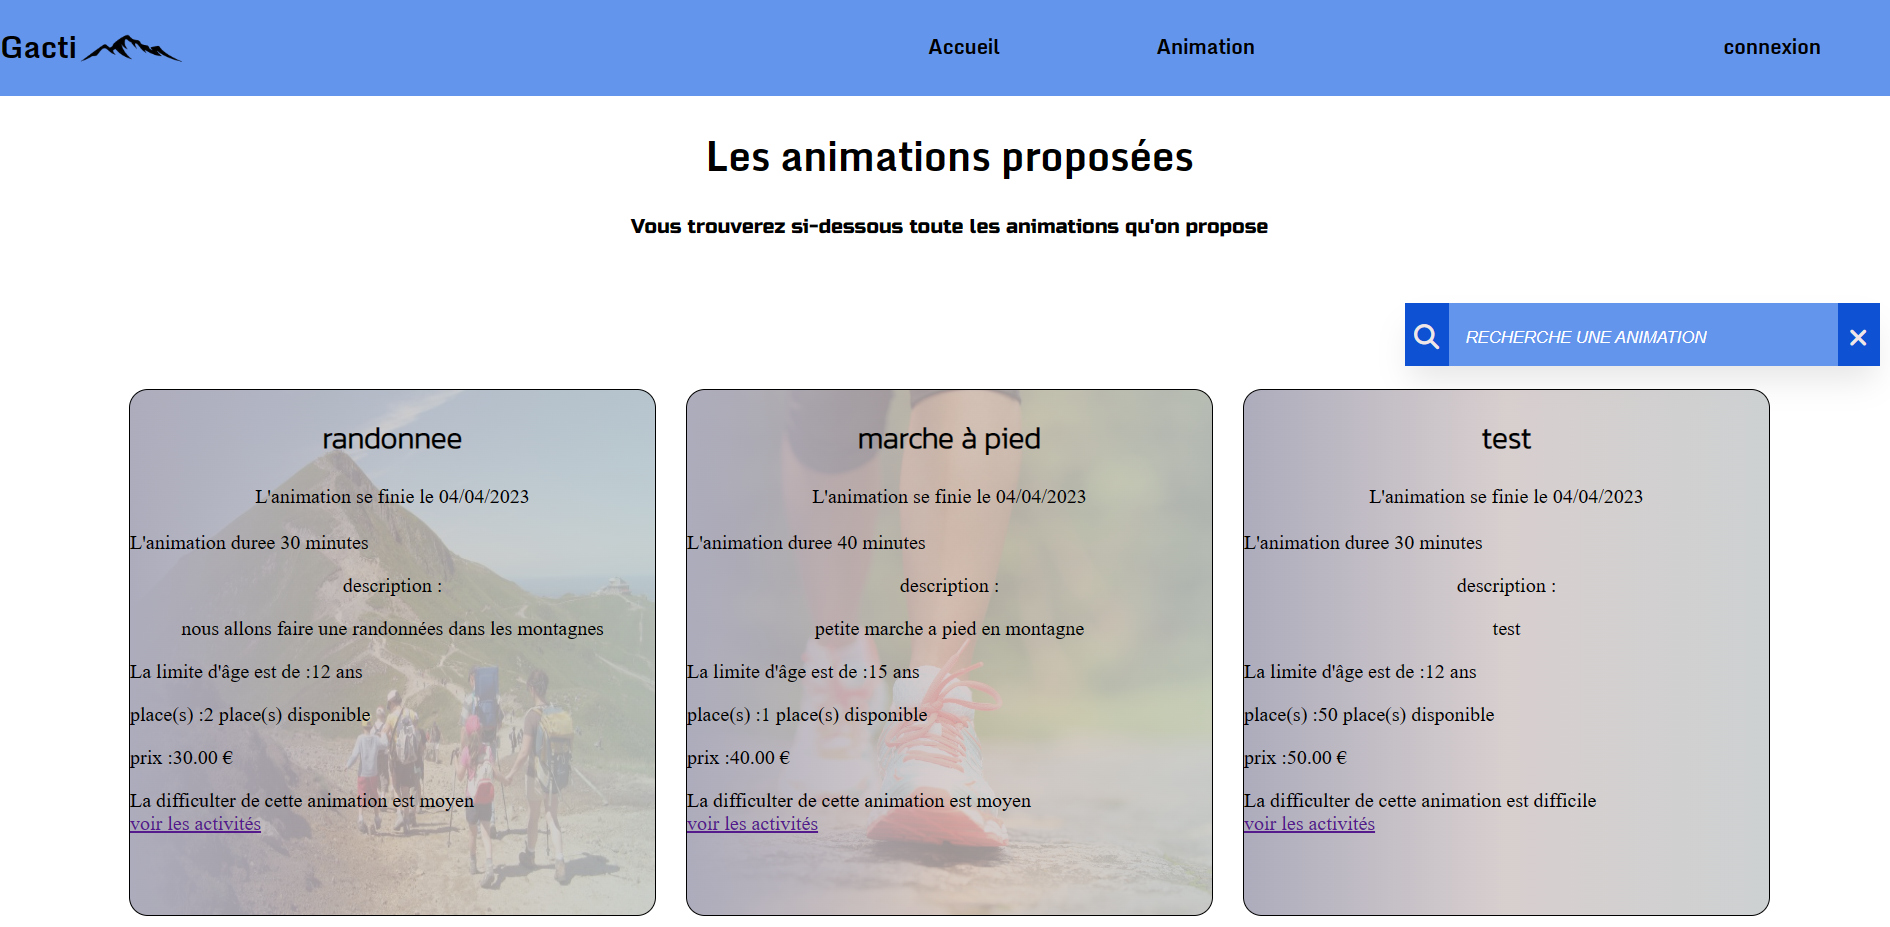 Gacti
Accueil
Animation
connexion
Les animations proposées
Vous trouverez si-dessous toute les animations qu'on propose
RECHERCHE UNE ANIMATION
randonnee
L'animation se finie le 04/04/2023
L'animation duree 30 minutes
description :
nous allons faire une randonnées dans les montagnes
La limite d'âge est de :12 ans
place(s) :2 place(s) disponible
prix :30.00 €
La difficulter de cette animation est moyen
voir les activités
marche à pied
L'animation se finie le 04/04/2023
L'animation duree 40 minutes
description :
petite marche a pied en montagne
La limite d'âge est de :15 ans
place(s) :1 place(s) disponible
prix :40.00 €
La difficulter de cette animation est moyen
voir les activités
test
L'animation se finie le 04/04/2023
L'animation duree 30 minutes
description :
test
La limite d'âge est de :12 ans
place(s) :50 place(s) disponible
prix :50.00 €
La difficulter de cette animation est difficile
voir les activités